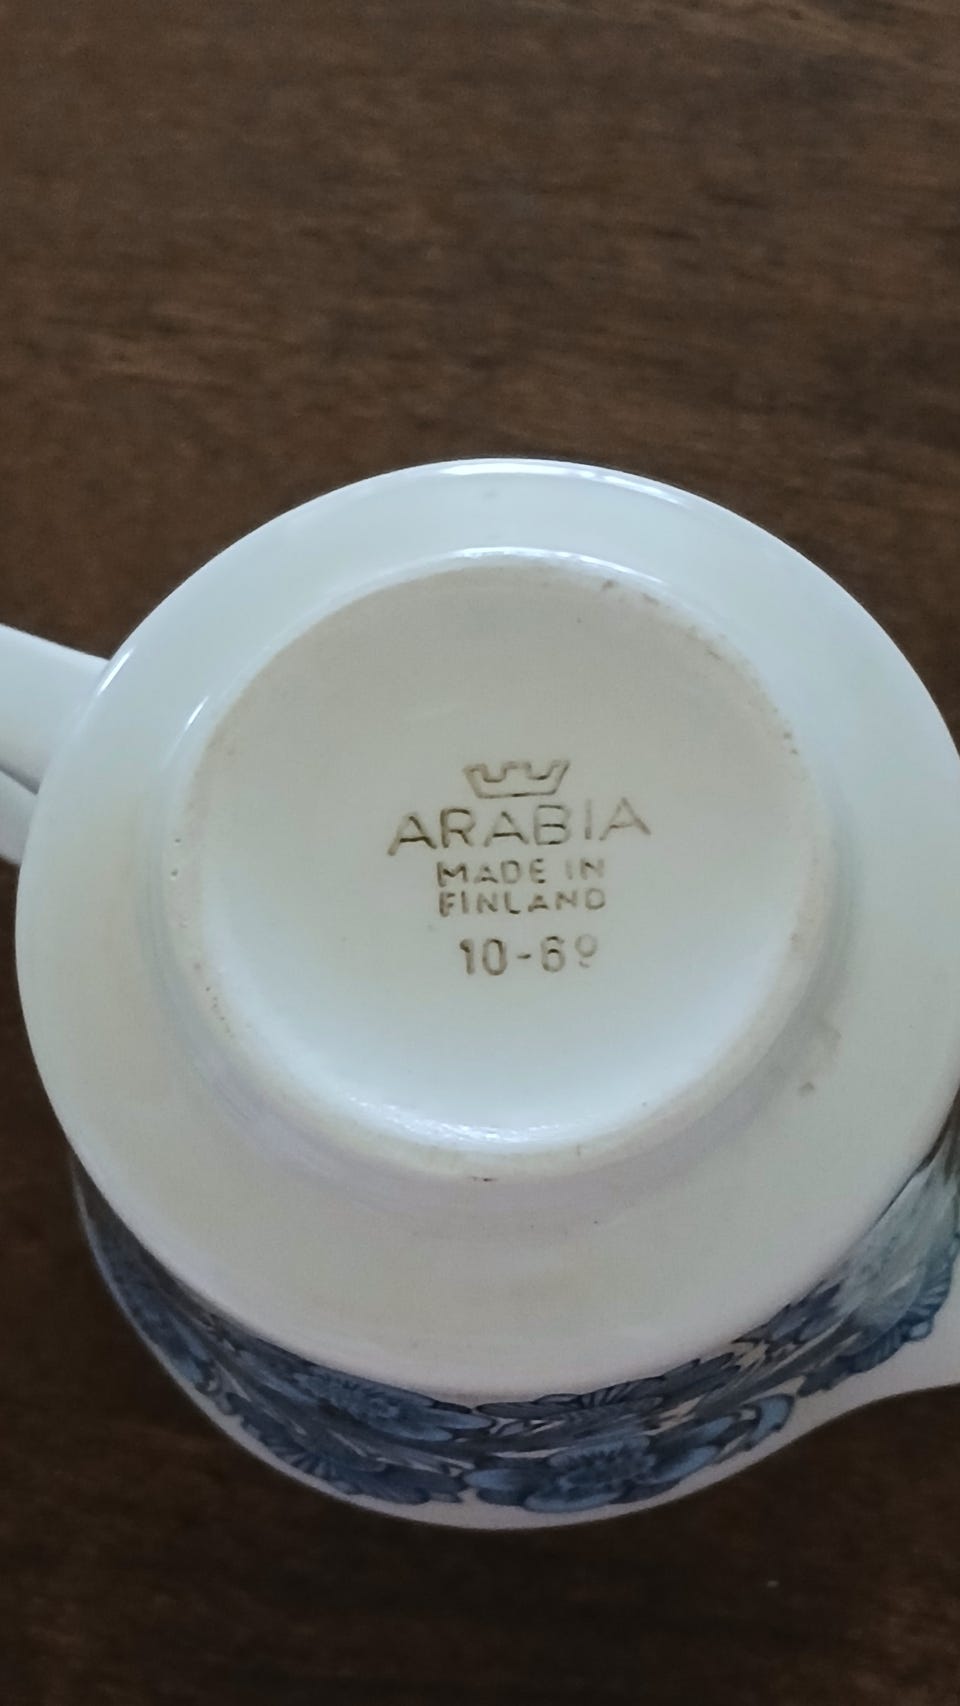 ARABIA
MADE IN
FINLAND
10-69